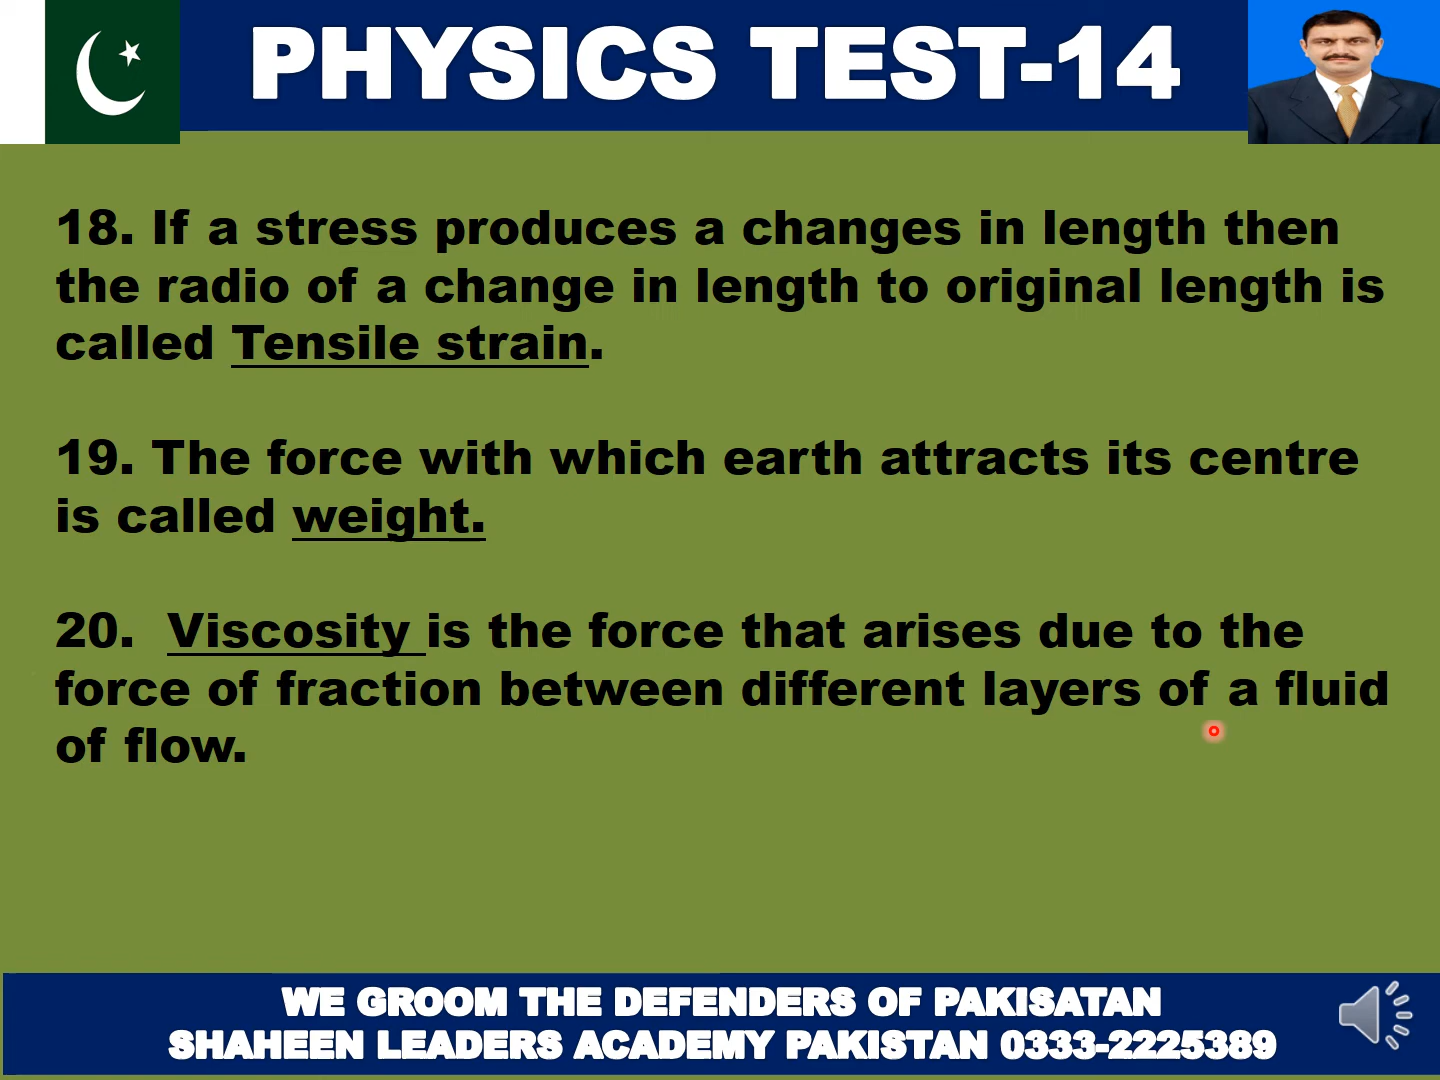 PHYSICS TEST-14
18. If a stress produces a changes in length then
the radio of a change in length to original length is
called Tensile strain.
19. The force with which earth attracts its centre
is called weight.
20. Viscosity is the force that arises due to the
force of fraction between different layers of a fluid
of flow.
WE GROOM THE DEFENDERS OF PAKISATAN
SHAHEEN LEADERS ACADEMY PAKISTAN 0333-2225389